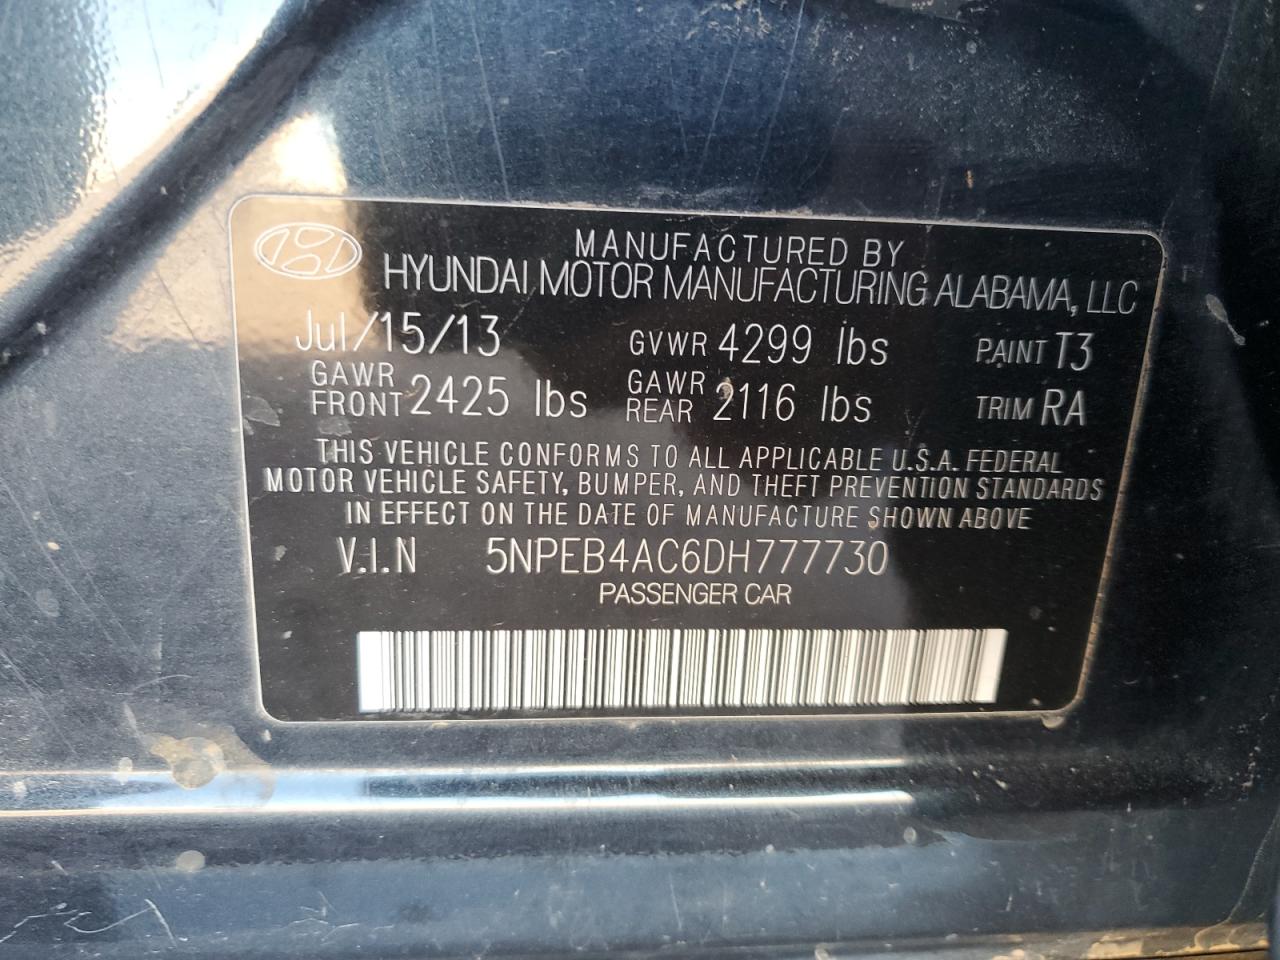 MANUFACTURED BY
HYUNDAI MOTOR MANUFACTURING ALABAMA, LLC
Jul/15/13 GVWR 4299 lbs PAINT T3
GAWR FRONT 2425 lbs GAWR REAR 2116 lbs TRIM RA
THIS VEHICLE CONFORMS TO ALL APPLICABLE U.S.A. FEDERAL
MOTOR VEHICLE SAFETY, BUMPER, AND THEFT PREVENTION STANDARDS
IN EFFECT ON THE DATE OF MANUFACTURE SHOWN ABOVE
V.I.N 5NPEB4AC6DH777730
PASSENGER CAR